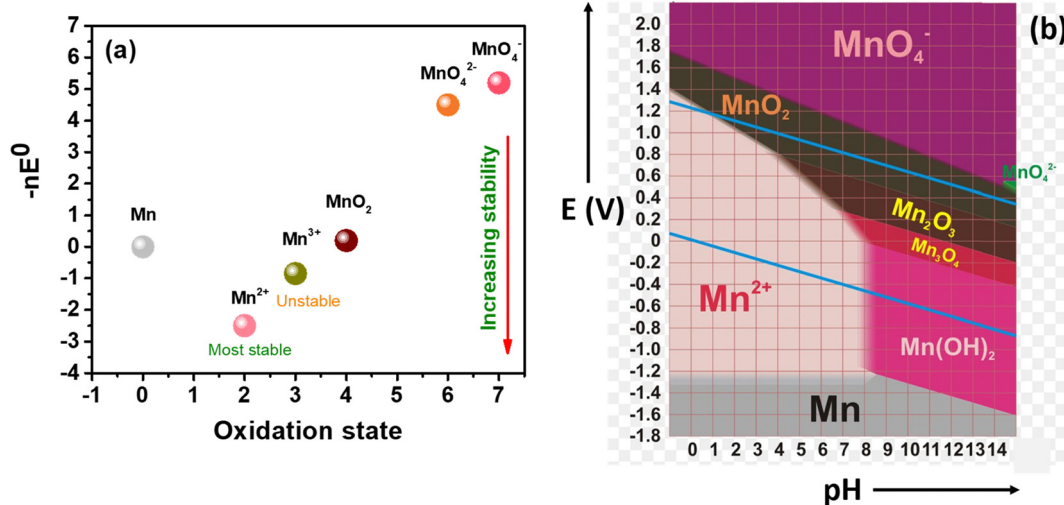 (a)
-nE⁰
-4 -3 -2 -1 0 1 2 3 4 5 6 -7
Mn
Mn²⁺
Most stable
Mn³⁺
Unstable
MnO₂
MnO₄²⁻
MnO₄⁻
Increasing stability
-1 0 1 2 3 4 5 6 7
Oxidation state
(b)
E (V)
2.0
1.8
1.6
1.4
1.2
1.0
0.8
0.6
0.4
0.2
0
-0.2
-0.4
-0.6
-0.8
-1.0
-1.2
-1.4
-1.6
-1.8
MnO₄⁻
MnO₂
MnO₄²⁻
Mn₂O₃
Mn₃O₄
Mn²⁺
Mn(OH)₂
Mn
0 1 2 3 4 5 6 7 8 9 10 11 12 13 14
pH